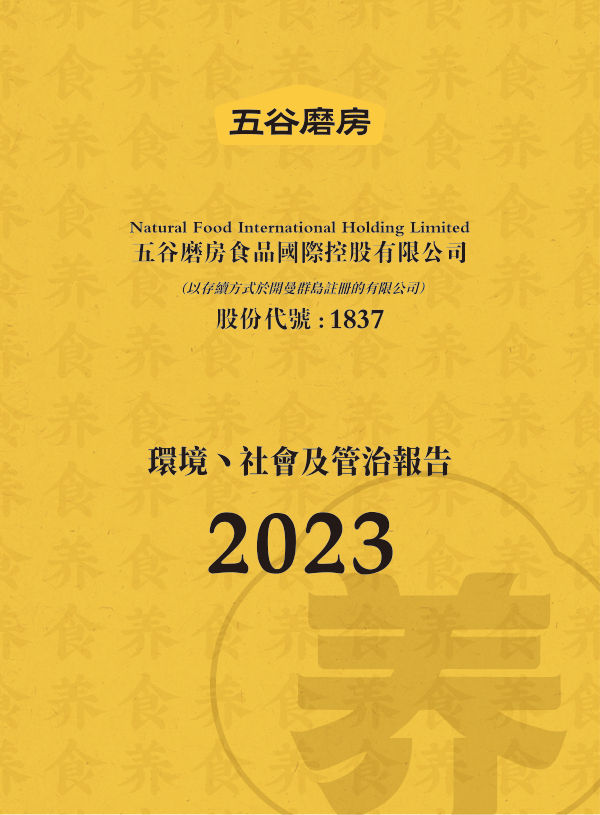 五谷磨房
Natural Food International Holding Limited
五谷磨房食品國際控股有限公司
（以存續方式於開曼群島註冊的有限公司）
股份代號：1837
環境、社會及管治報告
2023
养